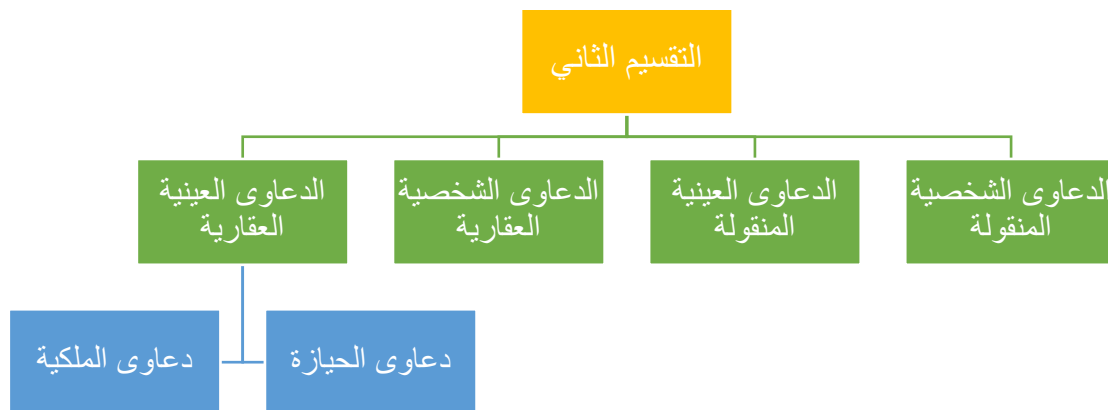 التقسيم الثاني
الدعاوى الشخصية
المنقولة
الدعاوى العينية
المنقولة
الدعاوى الشخصية
العقارية
الدعاوى العينية
العقارية
دعاوى الحيازة
دعاوى الملكية